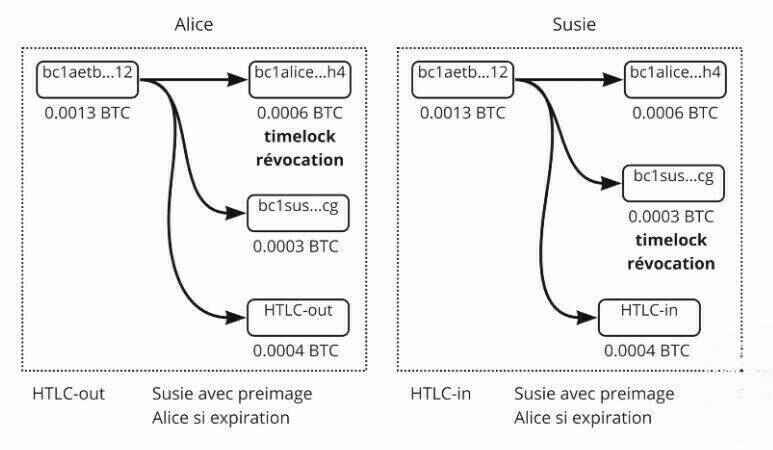 Alice
bc1aetb...12
bc1alice...h4
0.0013 BTC
0.0006 BTC
timelock
révocation
bc1sus...cg
0.0003 BTC
HTLC-out
0.0004 BTC
HTLC-out
Susie avec preimage
Alice si expiration
Susie
bc1aetb...12
bc1alice...h4
0.0013 BTC
0.0006 BTC
bc1sus...cg
0.0003 BTC
timelock
révocation
HTLC-in
0.0004 BTC
HTLC-in
Susie avec preimage
Alice si expiration